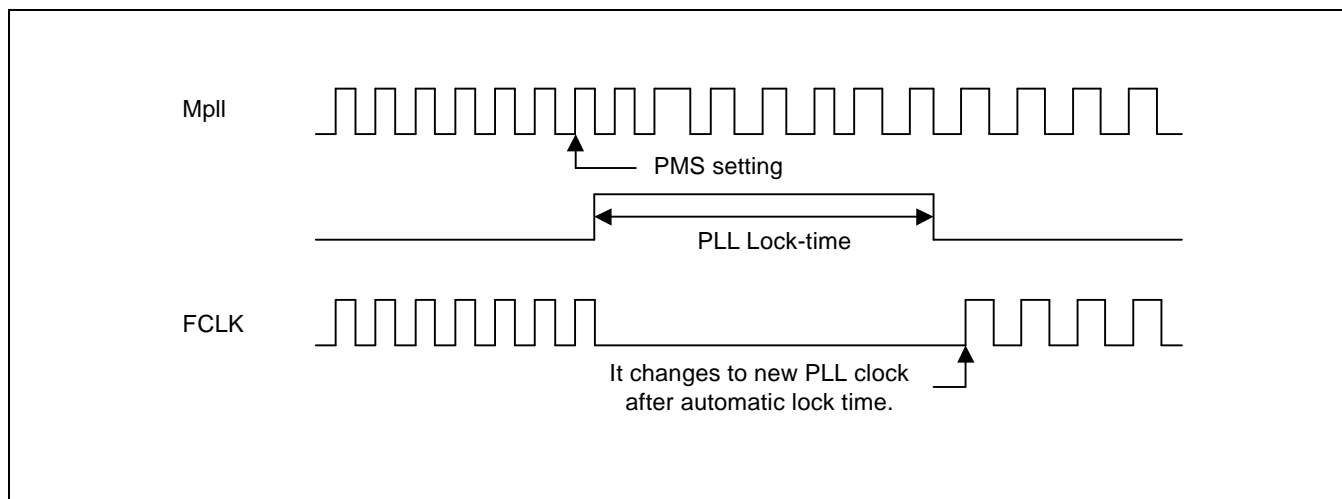 Mpll
PMS setting
PLL Lock-time
FCLK
It changes to new PLL clock
after automatic lock time.